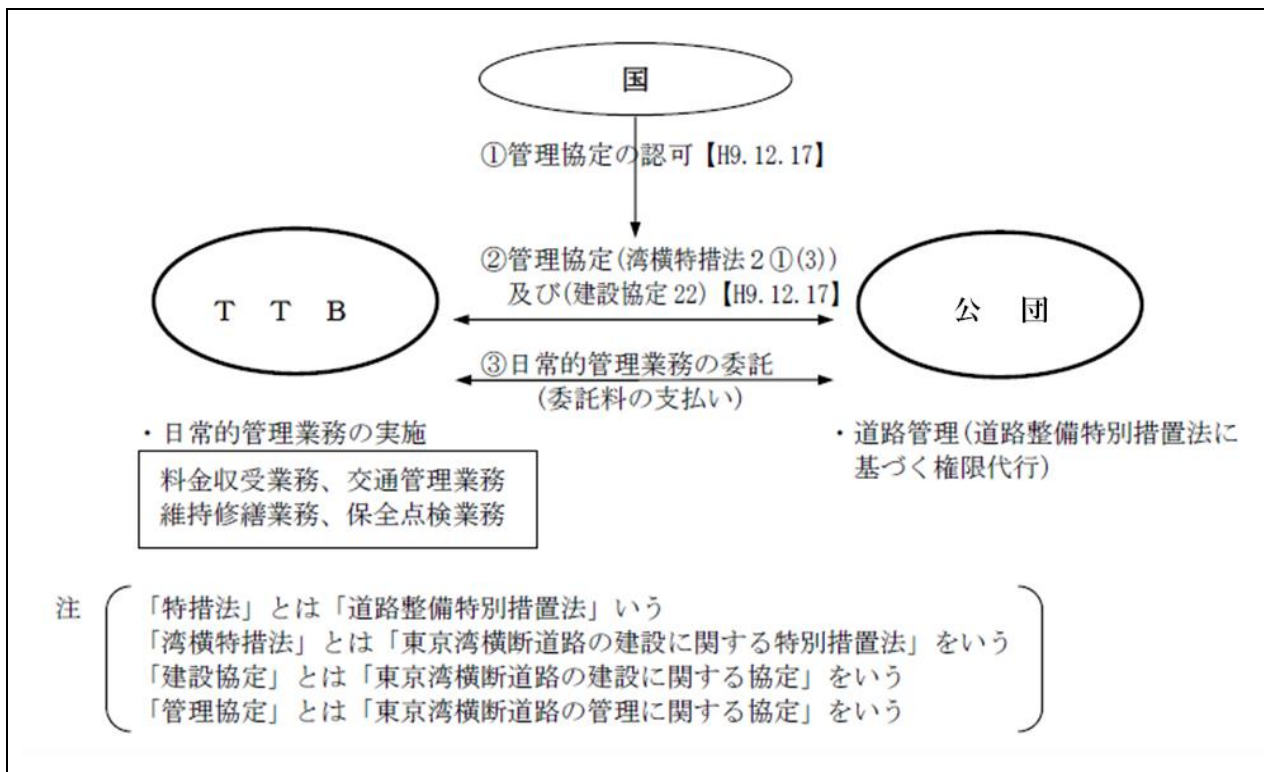 国
①管理協定の認可【H9.12.17】
②管理協定(湾横特措法2①(3))
及び(建設協定22)【H9.12.17】
T T B
公 団
③日常的管理業務の委託
(委託料の支払い)
・日常的管理業務の実施
料金収受業務、交通管理業務
維持修繕業務、保全点検業務
・道路管理(道路整備特別措置法に
基づく権限代行)
注
「特措法」とは「道路整備特別措置法」いう
「湾横特措法」とは「東京湾横断道路の建設に関する特別措置法」をいう
「建設協定」とは「東京湾横断道路の建設に関する協定」をいう
「管理協定」とは「東京湾横断道路の管理に関する協定」をいう